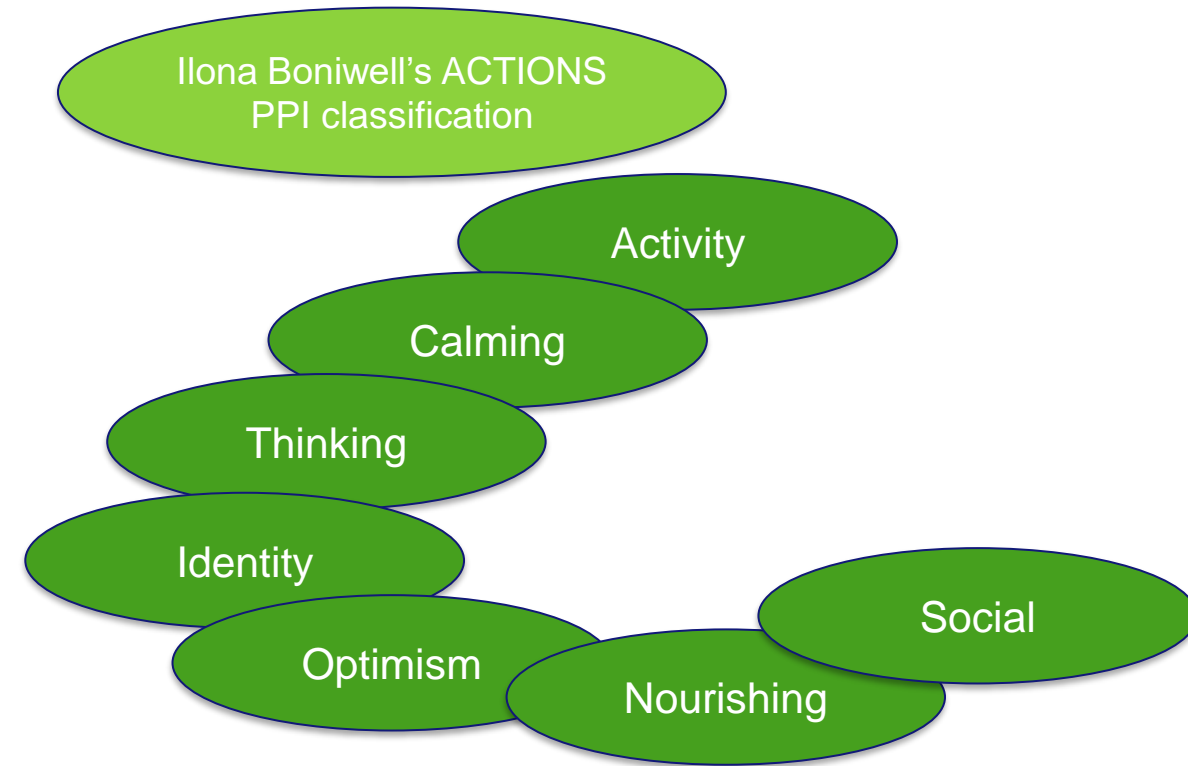 Ilona Boniwell’s ACTIONS
PPI classification
Activity
Calming
Thinking
Identity
Optimism
Nourishing
Social